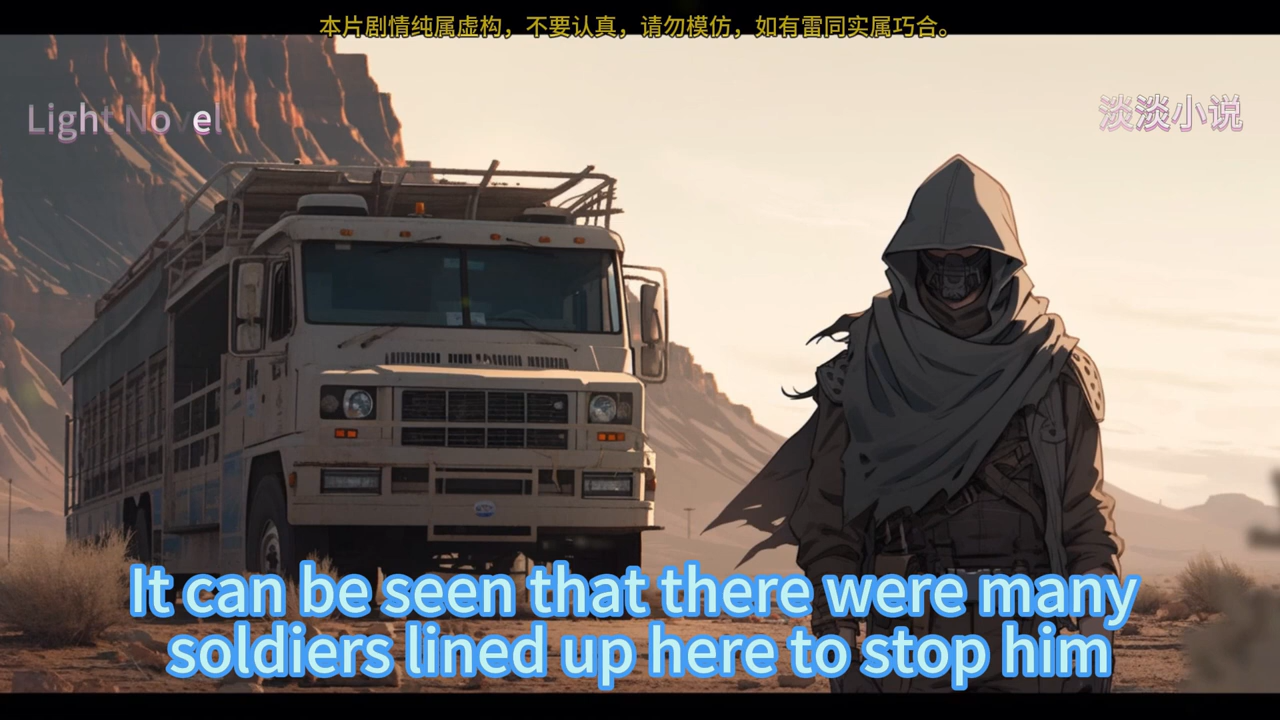 本片剧情纯属虚构，不要认真，请勿模仿，如有雷同实属巧合。
Light Novel
淡淡小说
It can be seen that there were many
soldiers lined up here to stop him